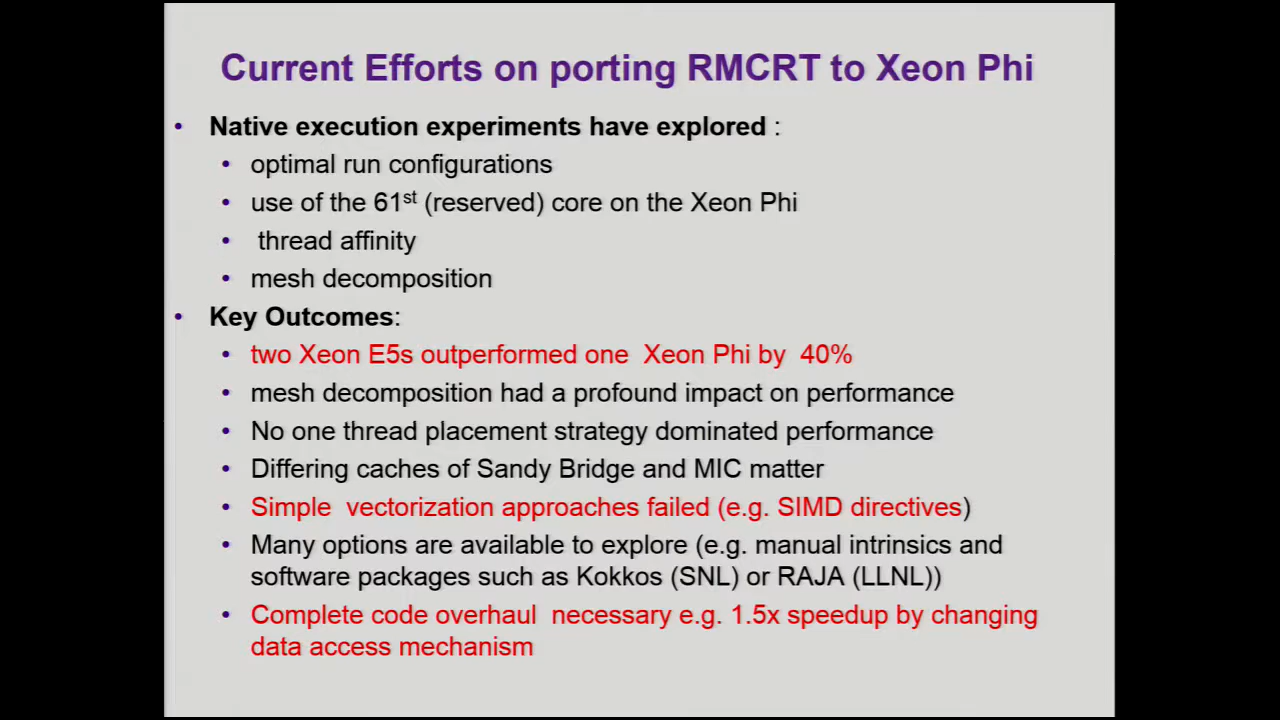 Current Efforts on porting RMCRT to Xeon Phi
• Native execution experiments have explored :
• optimal run configurations
• use of the 61st (reserved) core on the Xeon Phi
• thread affinity
• mesh decomposition
• Key Outcomes:
• two Xeon E5s outperformed one Xeon Phi by 40%
• mesh decomposition had a profound impact on performance
• No one thread placement strategy dominated performance
• Differing caches of Sandy Bridge and MIC matter
• Simple vectorization approaches failed (e.g. SIMD directives)
• Many options are available to explore (e.g. manual intrinsics and
software packages such as Kokkos (SNL) or RAJA (LLNL))
• Complete code overhaul necessary e.g. 1.5x speedup by changing
data access mechanism